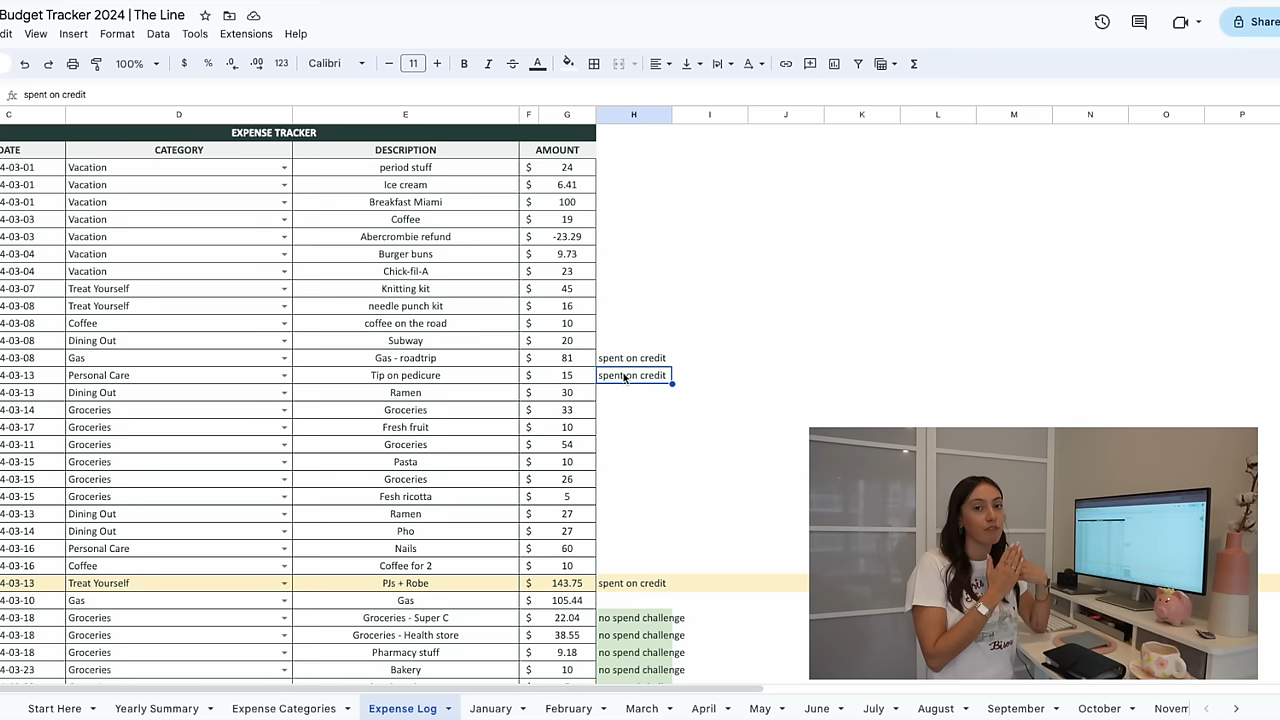 Budget Tracker 2024 | The Line
dit View Insert Format Data Tools Extensions Help
Share
100% $ % .0 .00 123 Calibri 11 B I A
fx spent on credit
C D E F G H I J K L M N O P
EXPENSE TRACKER
DATE CATEGORY DESCRIPTION AMOUNT
4-03-01 Vacation period stuff $ 24
4-03-01 Vacation Ice cream $ 6.41
4-03-01 Vacation Breakfast Miami $ 100
4-03-03 Vacation Coffee $ 19
4-03-03 Vacation Abercrombie refund $ -23.29
4-03-04 Vacation Burger buns $ 9.73
4-03-04 Vacation Chick-fil-A $ 23
4-03-07 Treat Yourself Knitting kit $ 45
4-03-08 Treat Yourself needle punch kit $ 16
4-03-08 Coffee coffee on the road $ 10
4-03-08 Dining Out Subway $ 20
4-03-08 Gas Gas - roadtrip $ 81 spent on credit
4-03-13 Personal Care Tip on pedicure $ 15 spent on credit
4-03-13 Dining Out Ramen $ 30
4-03-14 Groceries Groceries $ 33
4-03-17 Groceries Fresh fruit $ 10
4-03-11 Groceries Groceries $ 54
4-03-15 Groceries Pasta $ 10
4-03-15 Groceries Groceries $ 26
4-03-15 Groceries Fesh ricotta $ 5
4-03-13 Dining Out Ramen $ 27
4-03-14 Dining Out Pho $ 27
4-03-16 Personal Care Nails $ 60
4-03-16 Coffee Coffee for 2 $ 10
4-03-13 Treat Yourself PJs + Robe $ 143.75 spent on credit
4-03-10 Gas Gas $ 105.44
4-03-18 Groceries Groceries - Super C $ 22.04 no spend challenge
4-03-18 Groceries Groceries - Health store $ 38.55 no spend challenge
4-03-18 Groceries Pharmacy stuff $ 9.18 no spend challenge
4-03-23 Groceries Bakery $ 10 no spend challenge
Start Here Yearly Summary Expense Categories Expense Log January February March April May June July August September October Novem